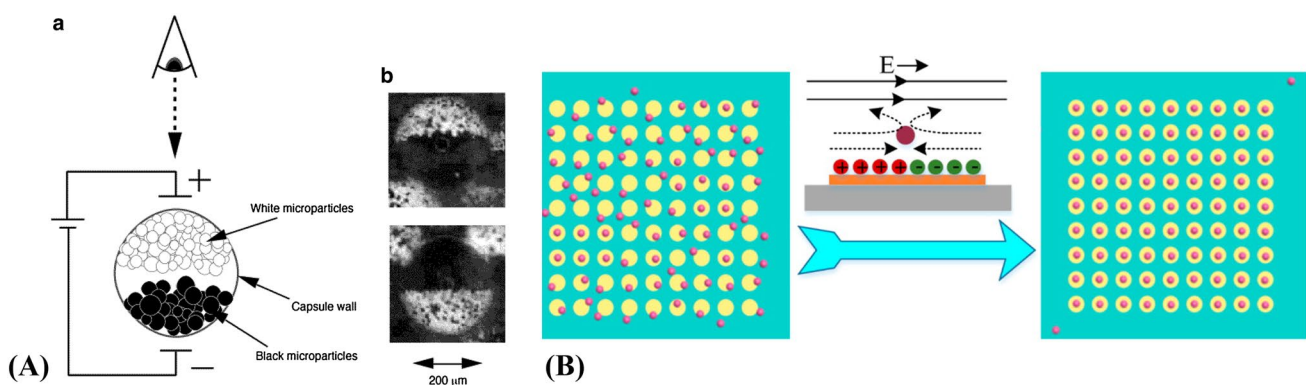 a
+
White microparticles
Capsule wall
Black microparticles
−
(A)
b
200 µm
(B)
E
+ + + + - - - -